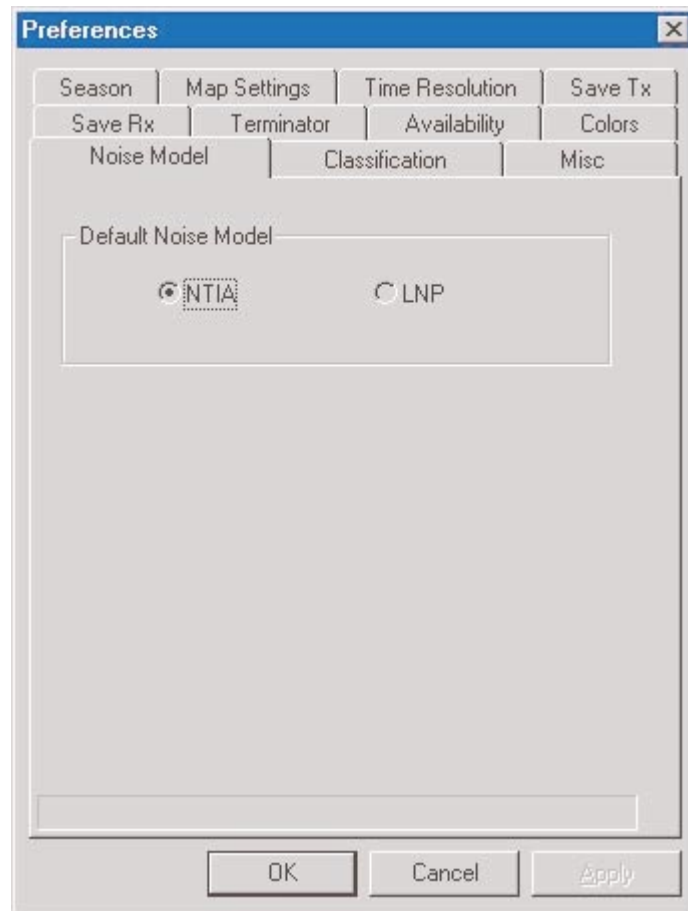 Preferences
Season Map Settings Time Resolution Save Tx
Save Rx Terminator Availability Colors
Noise Model Classification Misc
Default Noise Model
NTIA LNP
OK Cancel Apply